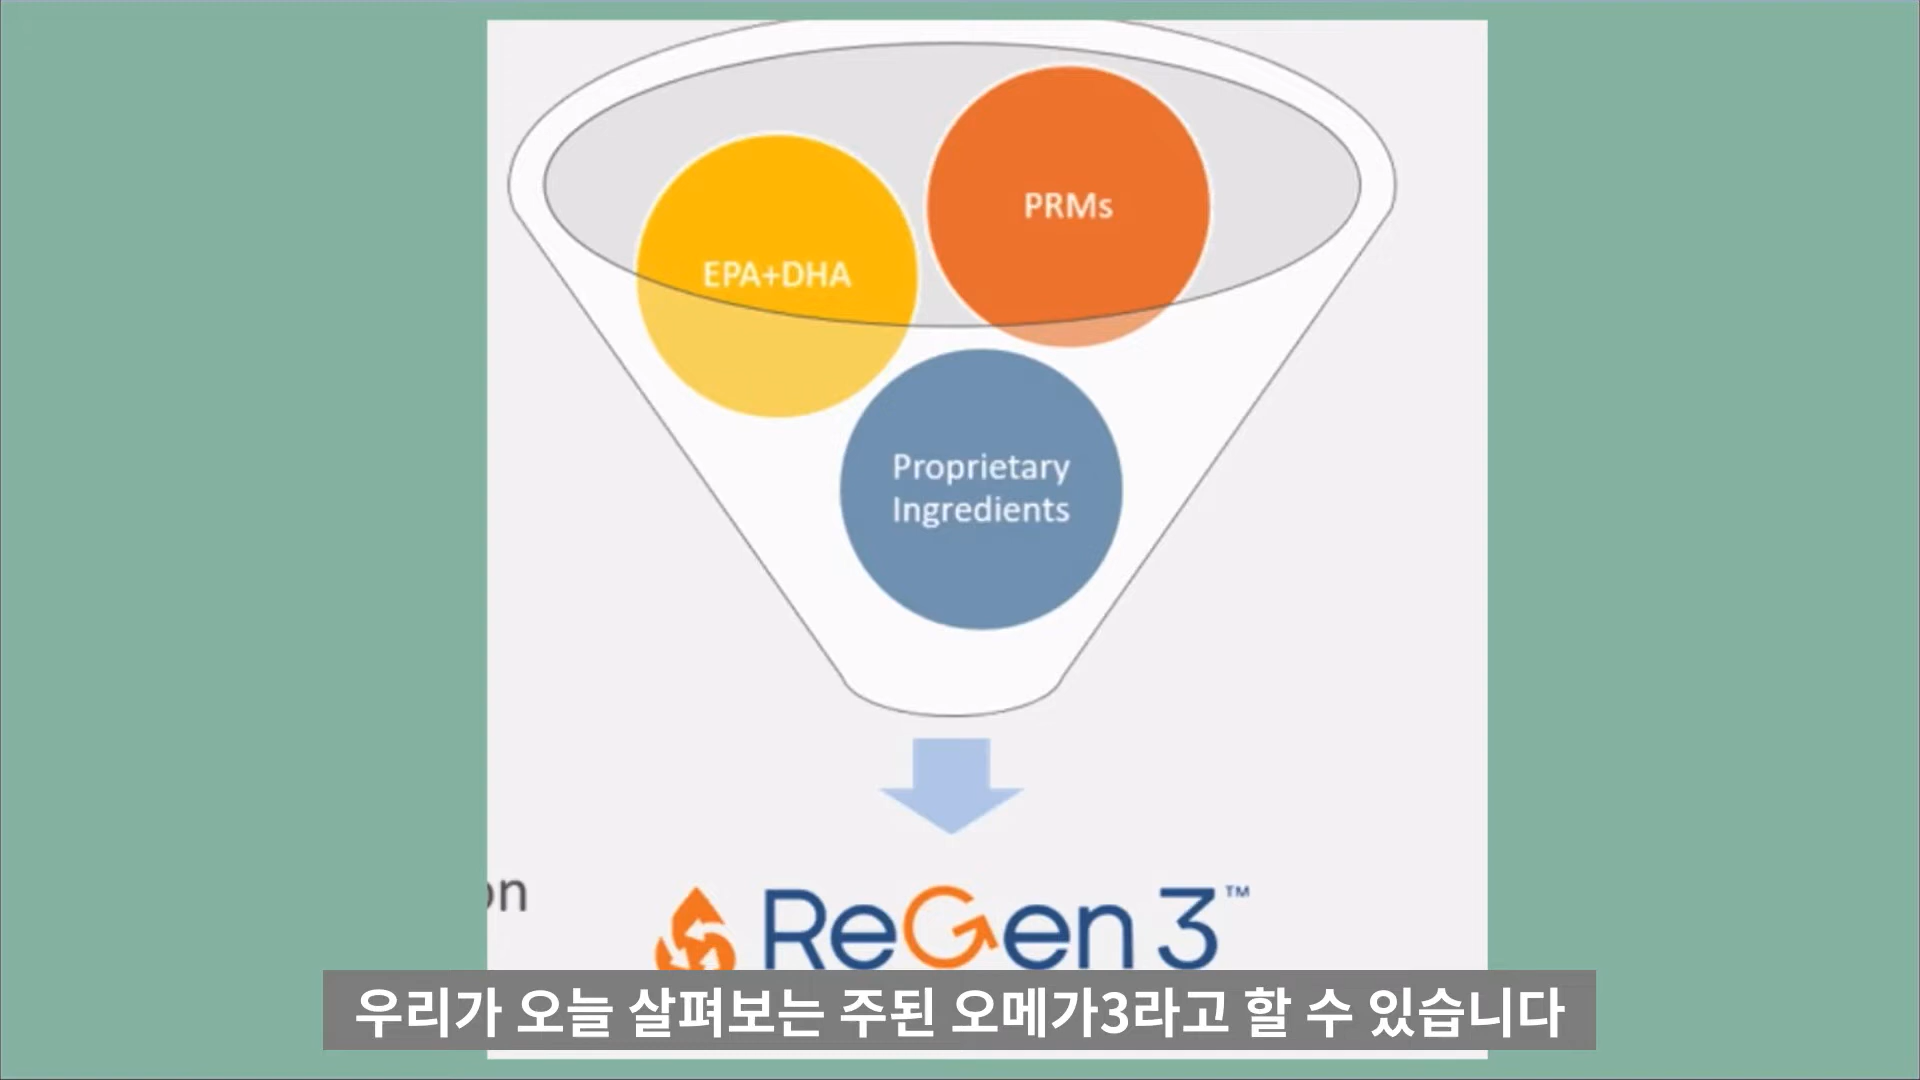 PRMs
EPA+DHA
Proprietary
Ingredients
on
ReGen 3™
우리가 오늘 살펴보는 주된 오메가3라고 할 수 있습니다